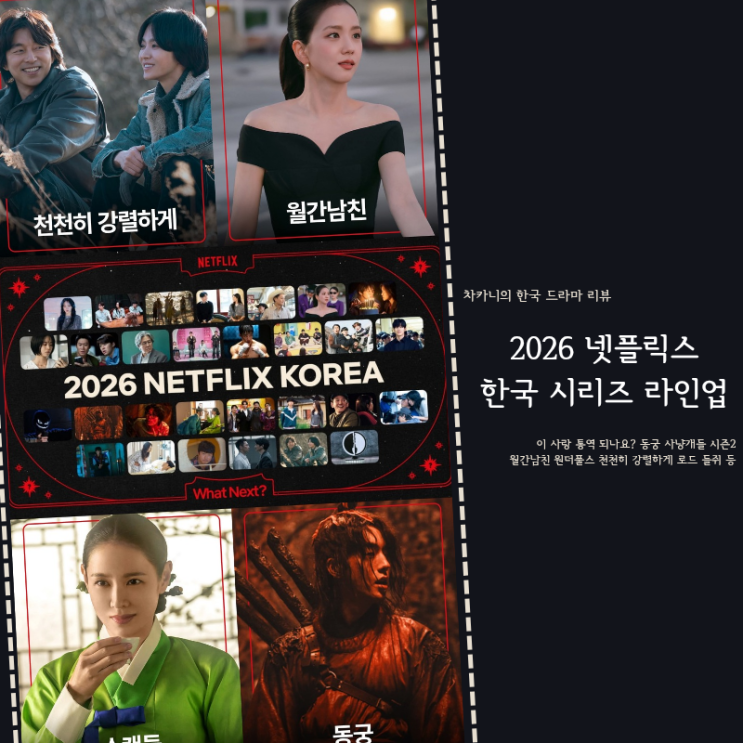 천천히 강렬하게
월간남친
NETFLIX
2026 NETFLIX KOREA
What Next?
동궁
차카니의 한국 드라마 리뷰
2026 넷플릭스
한국 시리즈 라인업
이 사랑 통역 되나요? 동궁 사냥개들 시즌2
월간남친 원더풀스 천천히 강렬하게 로드 들쥐 등